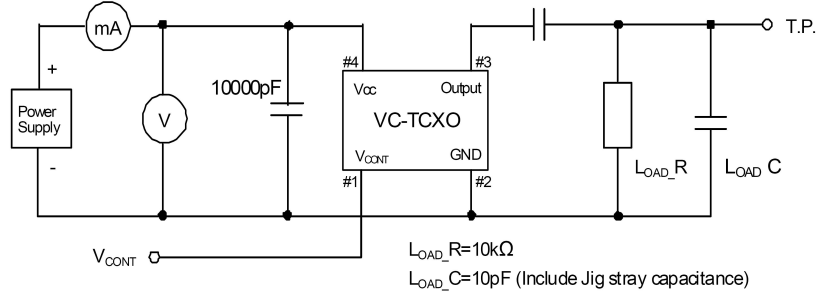 mA
T.P.
#4
#3
+
10000pF
Vcc
Output
Power
Supply
V
VC-TCXO
-
VCONT
GND
LOAD_R
LOAD C
#1
#2
VCONT
LOAD_R=10kΩ
LOAD_C=10pF (Include Jig stray capacitance)